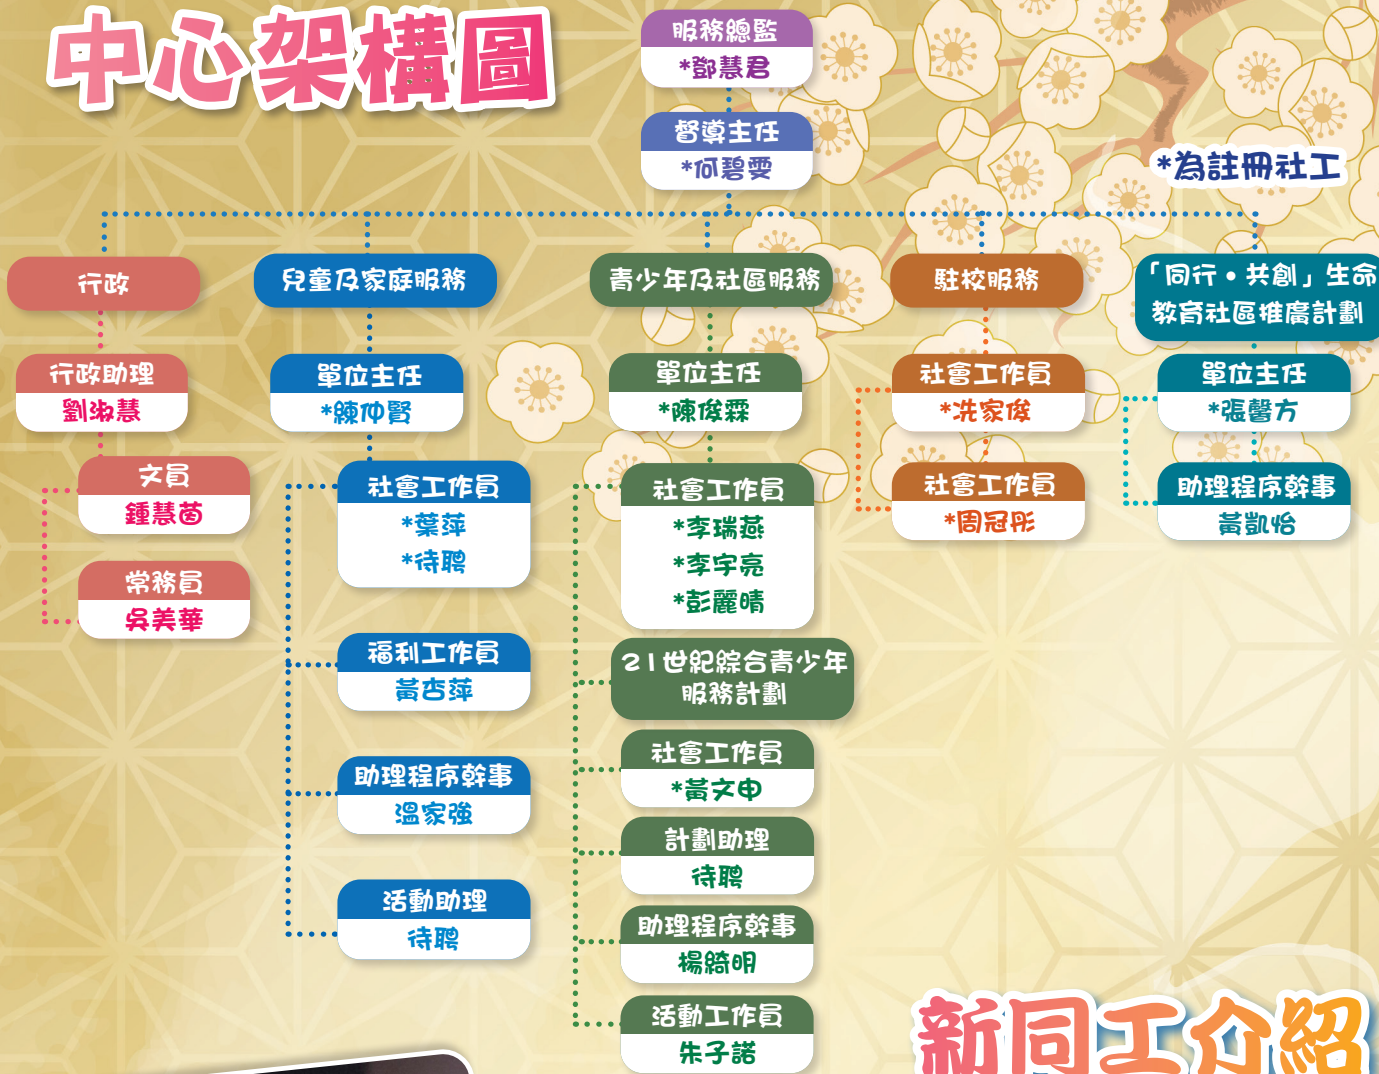 中心架構圖
服務總監
*鄧慧君
督導主任
*何碧雯
*為註冊社工
行政
行政助理
劉淑慧
文員
鍾慧茵
常務員
吳美華
兒童及家庭服務
單位主任
*練仲賢
社會工作員
*葉萍
*待聘
福利工作員
黃杏萍
助理程序幹事
溫家強
活動助理
待聘
青少年及社區服務
單位主任
*陳俊霖
社會工作員
*李瑞燕
*李宇亮
*彭麗晴
21世紀綜合青少年
服務計劃
社會工作員
*黃文申
計劃助理
待聘
助理程序幹事
楊綺明
活動工作員
朱子諾
駐校服務
社會工作員
*冼家俊
社會工作員
*周冠彤
「同行•共創」生命
教育社區推廣計劃
單位主任
*張馨方
助理程序幹事
黃凱怡
新同工介紹